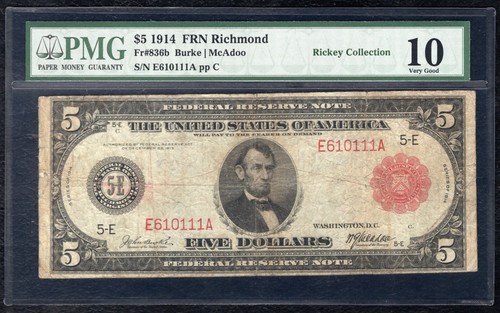 PMG
PAPER MONEY GUARANTY
$5 1914 FRN Richmond
Fr#836b Burke | McAdoo
S/N E610111A pp C
Rickey Collection
10
Very Good
FEDERAL RESERVE NOTE
5
5-E
C
THE UNITED STATES OF AMERICA
WILL PAY TO THE BEARER ON DEMAND
5
E610111A
5-E
5-E
5-E
E610111A
WASHINGTON, D.C.
C
5-E
5
FIVE DOLLARS
5
FEDERAL RESERVE NOTE